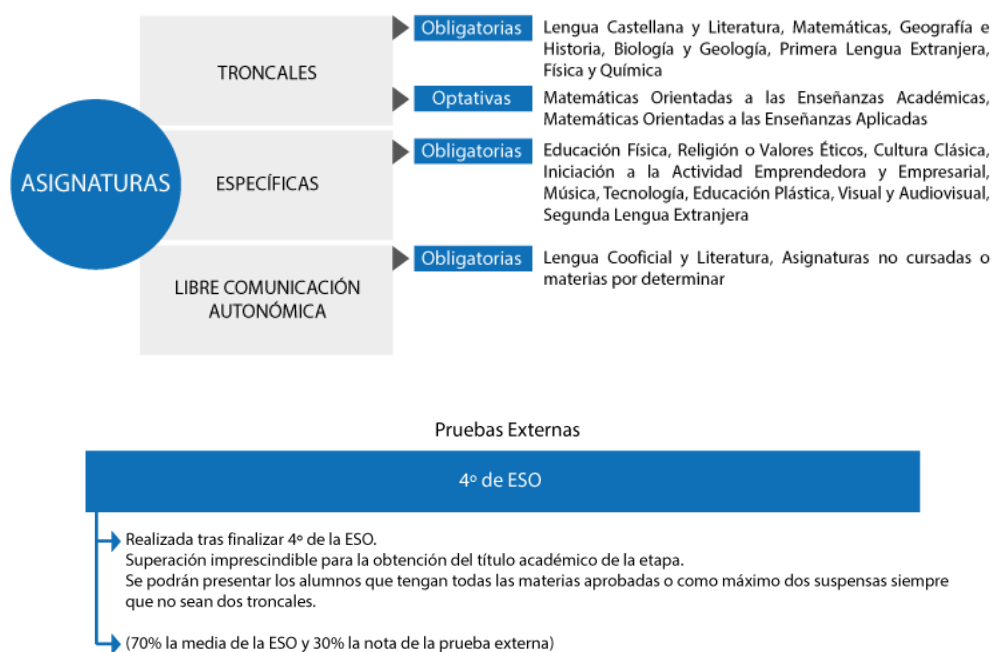 ASIGNATURAS
TRONCALES
Obligatorias
Lengua Castellana y Literatura, Matemáticas, Geografía e
Historia, Biología y Geología, Primera Lengua Extranjera,
Física y Química
Optativas
Matemáticas Orientadas a las Enseñanzas Académicas,
Matemáticas Orientadas a las Enseñanzas Aplicadas
ESPECÍFICAS
Obligatorias
Educación Física, Religión o Valores Éticos, Cultura Clásica,
Iniciación a la Actividad Emprendedora y Empresarial,
Música, Tecnología, Educación Plástica, Visual y Audiovisual,
Segunda Lengua Extranjera
LIBRE COMUNICACIÓN
AUTONÓMICA
Obligatorias
Lengua Cooficial y Literatura, Asignaturas no cursadas o
materias por determinar
Pruebas Externas
4º de ESO
Realizada tras finalizar 4º de la ESO.
Superación imprescindible para la obtención del título académico de la etapa.
Se podrán presentar los alumnos que tengan todas las materias aprobadas o como máximo dos suspensas siempre
que no sean dos troncales.
(70% la media de la ESO y 30% la nota de la prueba externa)